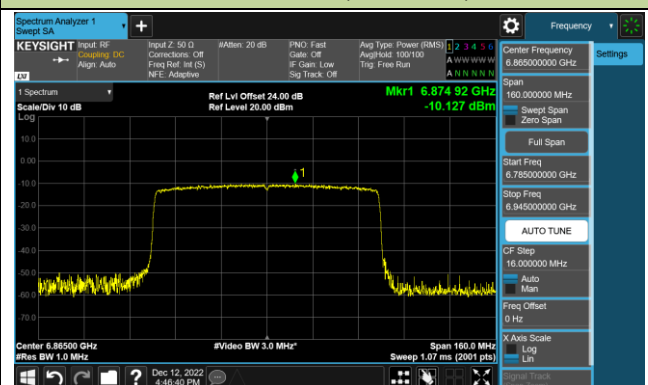 Spectrum Analyzer 1
Swept SA
Frequency
KEYSIGHT
Input: RF
Coupling: DC
Align: Auto
Input Z: 50 Ω
Corrections: Off
Freq Ref: Int (S)
NFE: Adaptive
#Atten: 20 dB
PNO: Fast
Gate: Off
IF Gain: Low
Sig Track: Off
Avg Type: Power (RMS)
Avg|Hold: 100/100
Trig: Free Run
1 2 3 4 5 6
A W W W W W
A N N N N N
LXI
Center Frequency
6.865000000 GHz
Settings
Span
160.000000 MHz
Swept Span
Zero Span
Full Span
Start Freq
6.785000000 GHz
Stop Freq
6.945000000 GHz
AUTO TUNE
CF Step
16.000000 MHz
Auto
Man
Freq Offset
0 Hz
X Axis Scale
Log
Lin
Signal Track
1 Spectrum
Scale/Div 10 dB
Log
Ref Lvl Offset 24.00 dB
Ref Level 20.00 dBm
Mkr1 6.874 92 GHz
-10.127 dBm
1
10.0
0.00
-10.0
-20.0
-30.0
-40.0
-50.0
-60.0
-70.0
Center 6.86500 GHz
#Res BW 1.0 MHz
#Video BW 3.0 MHz*
Span 160.0 MHz
Sweep 1.07 ms (2001 pts)
Dec 12, 2022
4:46:40 PM